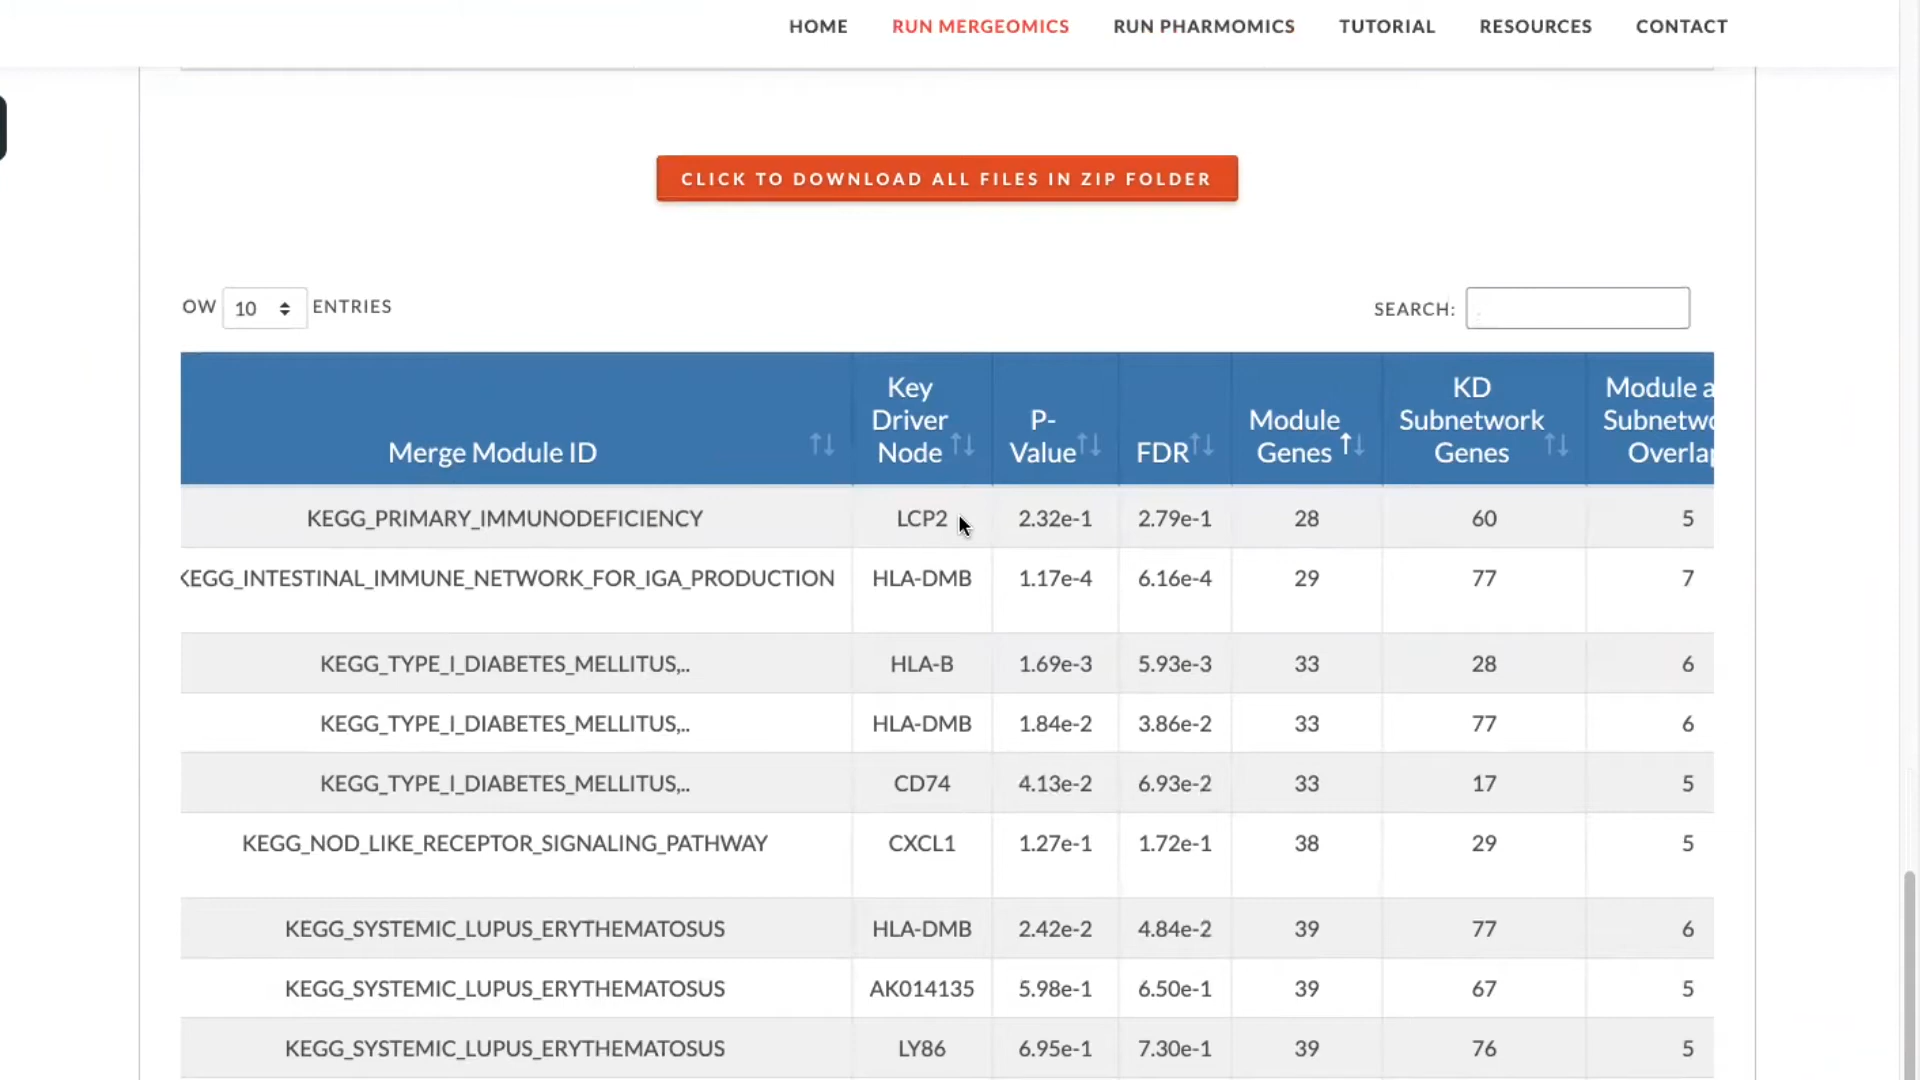 HOME RUN MERGEOMICS RUN PHARMOMICS TUTORIAL RESOURCES CONTACT
CLICK TO DOWNLOAD ALL FILES IN ZIP FOLDER
OW 10 ENTRIES SEARCH:
Merge Module ID Key Driver Node P-Value FDR Module Genes KD Subnetwork Genes Module a Subnetwo Overlap
KEGG_PRIMARY_IMMUNODEFICIENCY LCP2 2.32e-1 2.79e-1 28 60 5
KEGG_INTESTINAL_IMMUNE_NETWORK_FOR_IGA_PRODUCTION HLA-DMB 1.17e-4 6.16e-4 29 77 7
KEGG_TYPE_I_DIABETES_MELLITUS,.. HLA-B 1.69e-3 5.93e-3 33 28 6
KEGG_TYPE_I_DIABETES_MELLITUS,.. HLA-DMB 1.84e-2 3.86e-2 33 77 6
KEGG_TYPE_I_DIABETES_MELLITUS,.. CD74 4.13e-2 6.93e-2 33 17 5
KEGG_NOD_LIKE_RECEPTOR_SIGNALING_PATHWAY CXCL1 1.27e-1 1.72e-1 38 29 5
KEGG_SYSTEMIC_LUPUS_ERYTHEMATOSUS HLA-DMB 2.42e-2 4.84e-2 39 77 6
KEGG_SYSTEMIC_LUPUS_ERYTHEMATOSUS AK014135 5.98e-1 6.50e-1 39 67 5
KEGG_SYSTEMIC_LUPUS_ERYTHEMATOSUS LY86 6.95e-1 7.30e-1 39 76 5